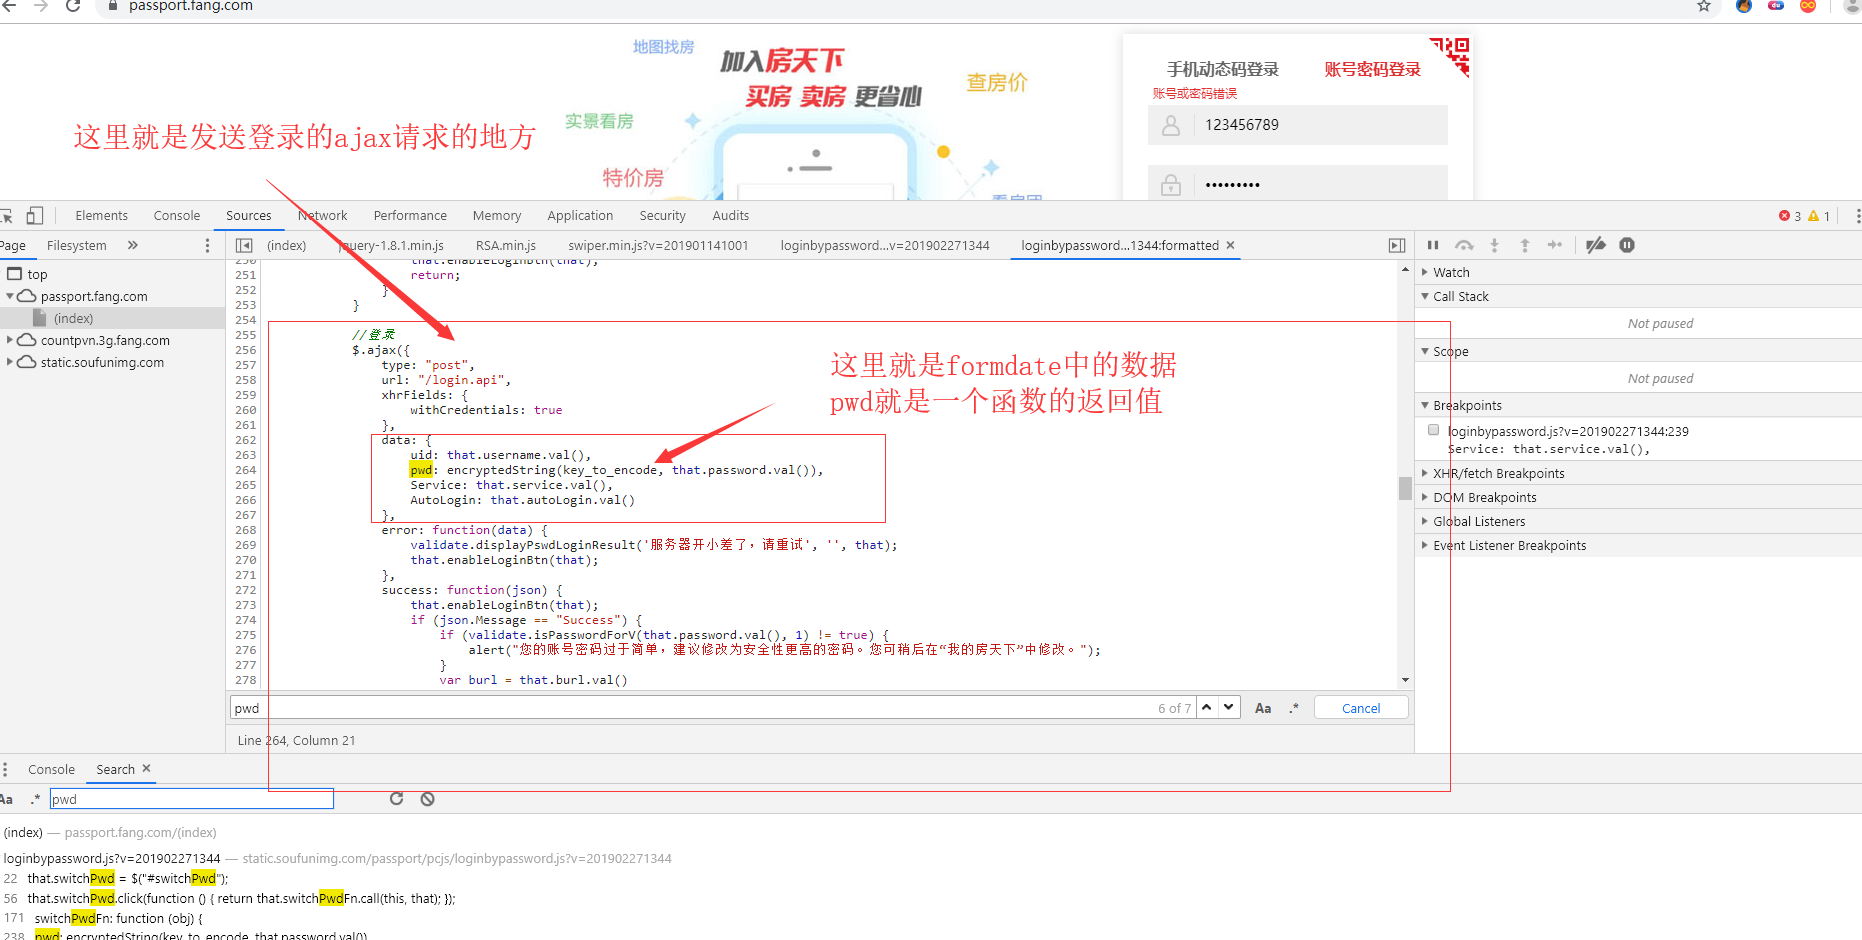 passport.fang.com
地图找房
加入房天下
买房 卖房 更省心
查房价
实景看房
特价房
看房团
手机动态码登录 账号密码登录
账号或密码错误
123456789
•••••••••
这里就是发送登录的ajax请求的地方
Elements Console Sources Network Performance Memory Application Security Audits 3 1
Page Filesystem » (index) jquery-1.8.1.min.js RSA.min.js swiper.min.js?v=201901141001 loginbypassword...v=201902271344 loginbypassword...1344:formatted ×
top
passport.fang.com
(index)
countpvn.3g.fang.com
static.soufunimg.com
250 that.enableLoginBtn(that);
251 return;
252 }
253 }
254
255 //登录
256 $.ajax({
257 type: "post",
258 url: "/login.api",
259 xhrFields: {
260 withCredentials: true
261 },
262 data: {
263 uid: that.username.val(),
264 pwd: encryptedString(key_to_encode, that.password.val()),
265 Service: that.service.val(),
266 AutoLogin: that.autoLogin.val()
267 },
268 error: function(data) {
269 validate.displayPswdLoginResult('服务器开小差了，请重试', '', that);
270 that.enableLoginBtn(that);
271 },
272 success: function(json) {
273 that.enableLoginBtn(that);
274 if (json.Message == "Success") {
275 if (validate.isPasswordForV(that.password.val(), 1) != true) {
276 alert("您的账号密码过于简单，建议修改为安全性更高的密码。您可稍后在“我的房天下”中修改。");
277 }
278 var burl = that.burl.val()
这里就是formdate中的数据
pwd就是一个函数的返回值
Watch
Call Stack
Not paused
Scope
Not paused
Breakpoints
loginbypassword.js?v=201902271344:239
Service: that.service.val(),
XHR/fetch Breakpoints
DOM Breakpoints
Global Listeners
Event Listener Breakpoints
pwd 6 of 7 Aa .* Cancel
Line 264, Column 21
Console Search ×
Aa .* pwd
(index) — passport.fang.com/(index)
loginbypassword.js?v=201902271344 — static.soufunimg.com/passport/pcjs/loginbypassword.js?v=201902271344
22 that.switchPwd = $("#switchPwd");
56 that.switchPwd.click(function () { return that.switchPwdFn.call(this, that); });
171 switchPwdFn: function (obj) {
238 pwd: encryptedString(key_to_encode, that.password.val())